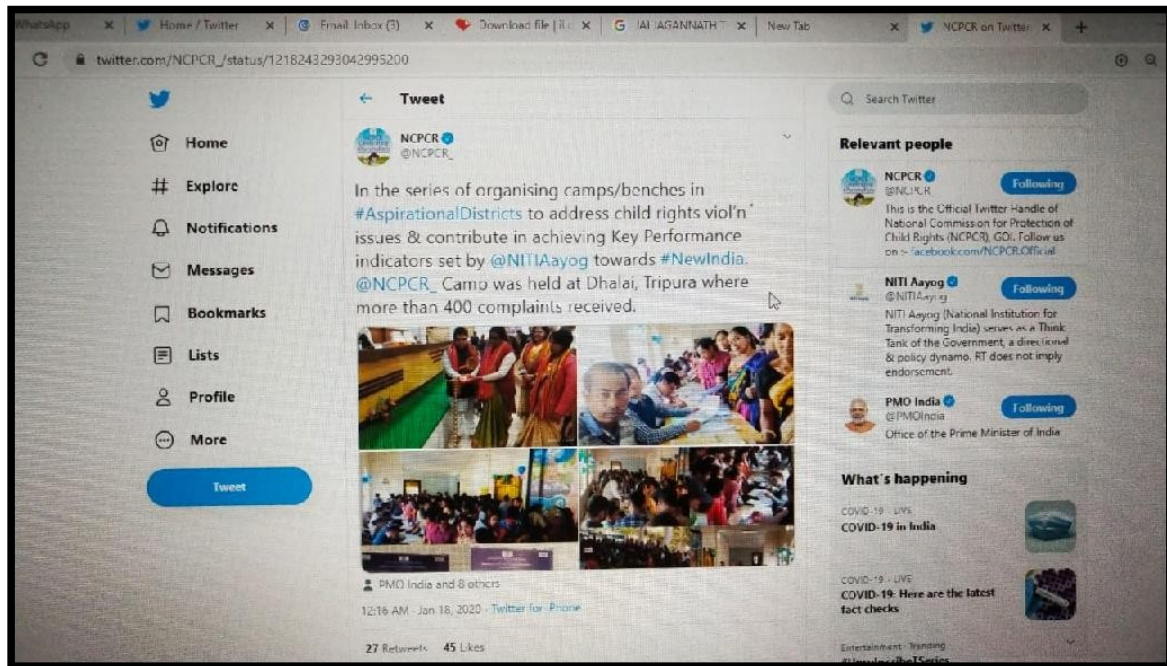 WhatsApp
Home / Twitter
Email: Inbox (3)
Download file | iL
JAI JAGANNATH T
New Tab
NCPCR on Twitter
twitter.com/NCPCR_/status/1218243293042995200
Home
Explore
Notifications
Messages
Bookmarks
Lists
Profile
More
Tweet
Tweet
NCPCR
@NCPCR_
In the series of organising camps/benches in
#AspirationalDistricts to address child rights viol'n
issues & contribute in achieving Key Performance
indicators set by @NITIAayog towards #NewIndia.
@NCPCR_ Camp was held at Dhalai, Tripura where
more than 400 complaints received.
PMO India and 8 others
12:16 AM · Jan 18, 2020 · Twitter for iPhone
27 Retweets 45 Likes
Search Twitter
Relevant people
NCPCR
@NCPCR_
Following
This is the Official Twitter Handle of
National Commission for Protection of
Child Rights (NCPCR), GOI. Follow us
on :- facebook.com/NCPCR.Official
NITI Aayog
@NITIAayog
Following
NITI Aayog (National Institution for
Transforming India) serves as a Think
Tank of the Government, a directional
& policy dynamo. RT does not imply
endorsement.
PMO India
@PMOIndia
Following
Office of the Prime Minister of India
What's happening
COVID-19 · LIVE
COVID-19 in India
COVID-19 · LIVE
COVID-19: Here are the latest
fact checks
Entertainment · Trending
#UnsubscribeTSeries